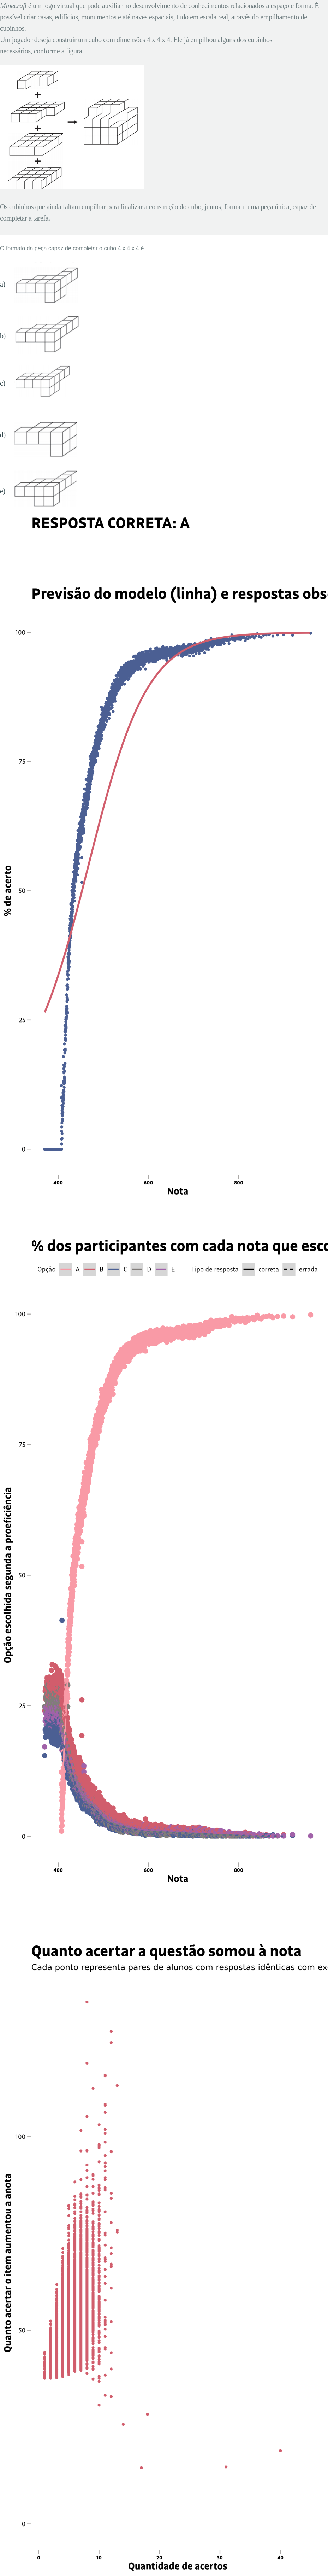 Minecraft é um jogo virtual que pode auxiliar no desenvolvimento de conhecimentos relacionados a espaço e forma. É
possível criar casas, edifícios, monumentos e até naves espaciais, tudo em escala real, através do empilhamento de
cubinhos.
Um jogador deseja construir um cubo com dimensões 4 x 4 x 4. Ele já empilhou alguns dos cubinhos
necessários, conforme a figura.
+
+
+
Os cubinhos que ainda faltam empilhar para finalizar a construção do cubo, juntos, formam uma peça única, capaz de
completar a tarefa.
O formato da peça capaz de completar o cubo 4 x 4 x 4 é
a)
b)
c)
d)
e)
RESPOSTA CORRETA: A
Previsão do modelo (linha) e respostas obs
100
75
50
25
0
% de acerto
400 600 800
Nota
% dos participantes com cada nota que esco
Opção A B C D E Tipo de resposta correta errada
100
75
50
25
0
Opção escolhida segunda a proeficiência
400 600 800
Nota
Quanto acertar a questão somou à nota
Cada ponto representa pares de alunos com respostas idênticas com ex
100
50
0
Quanto acertar o item aumentou a anota
0 10 20 30 40
Quantidade de acertos